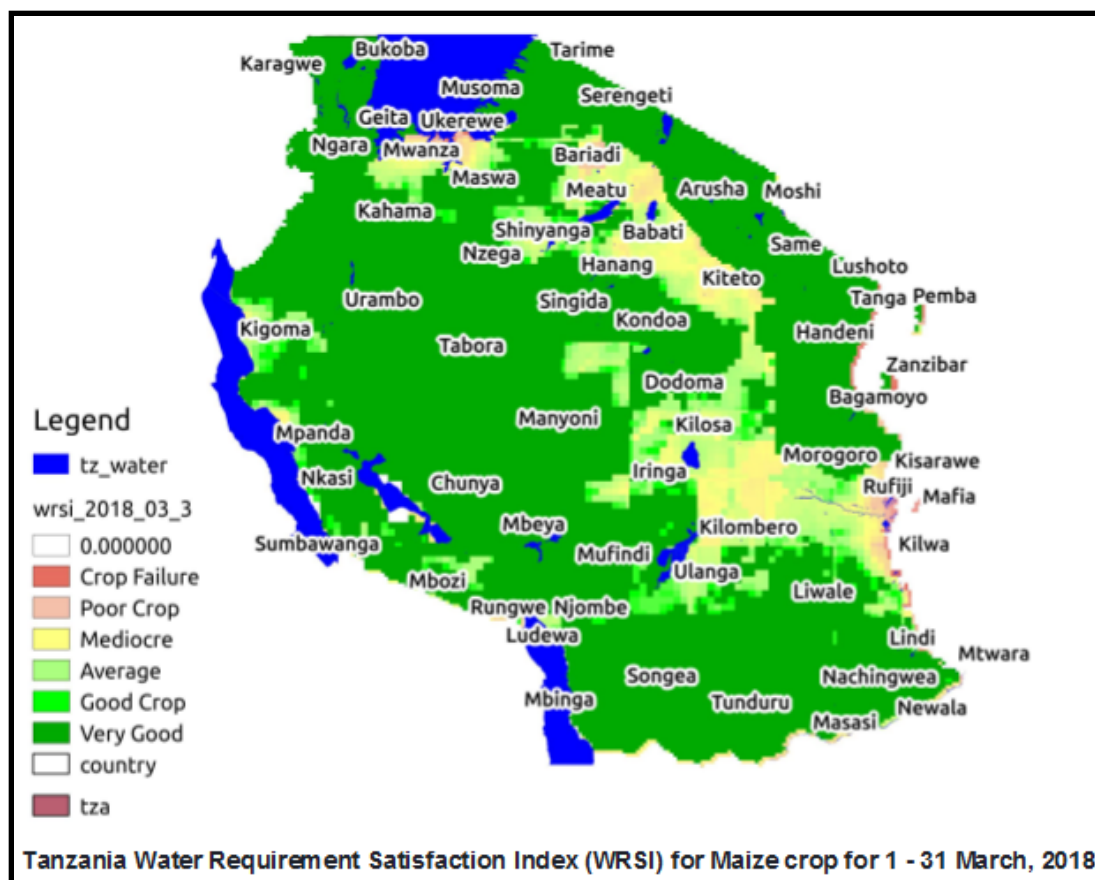 Bukoba
Tarime
Karagwe
Musoma
Serengeti
Geita Ukerewe
Ngara Mwanza
Bariadi
Maswa
Meatu Arusha Moshi
Kahama
Shinyanga Babati
Same
Nzega
Hanang
Lushoto
Kiteto
Urambo
Singida
Tanga Pemba
Kondoa
Kigoma
Handeni
Tabora
Zanzibar
Dodoma
Bagamoyo
Manyoni
Kilosa
Mpanda
Morogoro Kisarawe
Iringa
Nkasi
Chunya
Rufiji Mafia
Mbeya
Kilombero
Sumbawanga
Mufindi
Kilwa
Mbozi
Ulanga
Liwale
Rungwe Njombe
Ludewa
Lindi
Mtwara
Songea
Nachingwea
Mbinga
Tunduru
Newala
Masasi
Legend
tz_water
wrsi_2018_03_3
0.000000
Crop Failure
Poor Crop
Mediocre
Average
Good Crop
Very Good
country
tza
Tanzania Water Requirement Satisfaction Index (WRSI) for Maize crop for 1 - 31 March, 2018